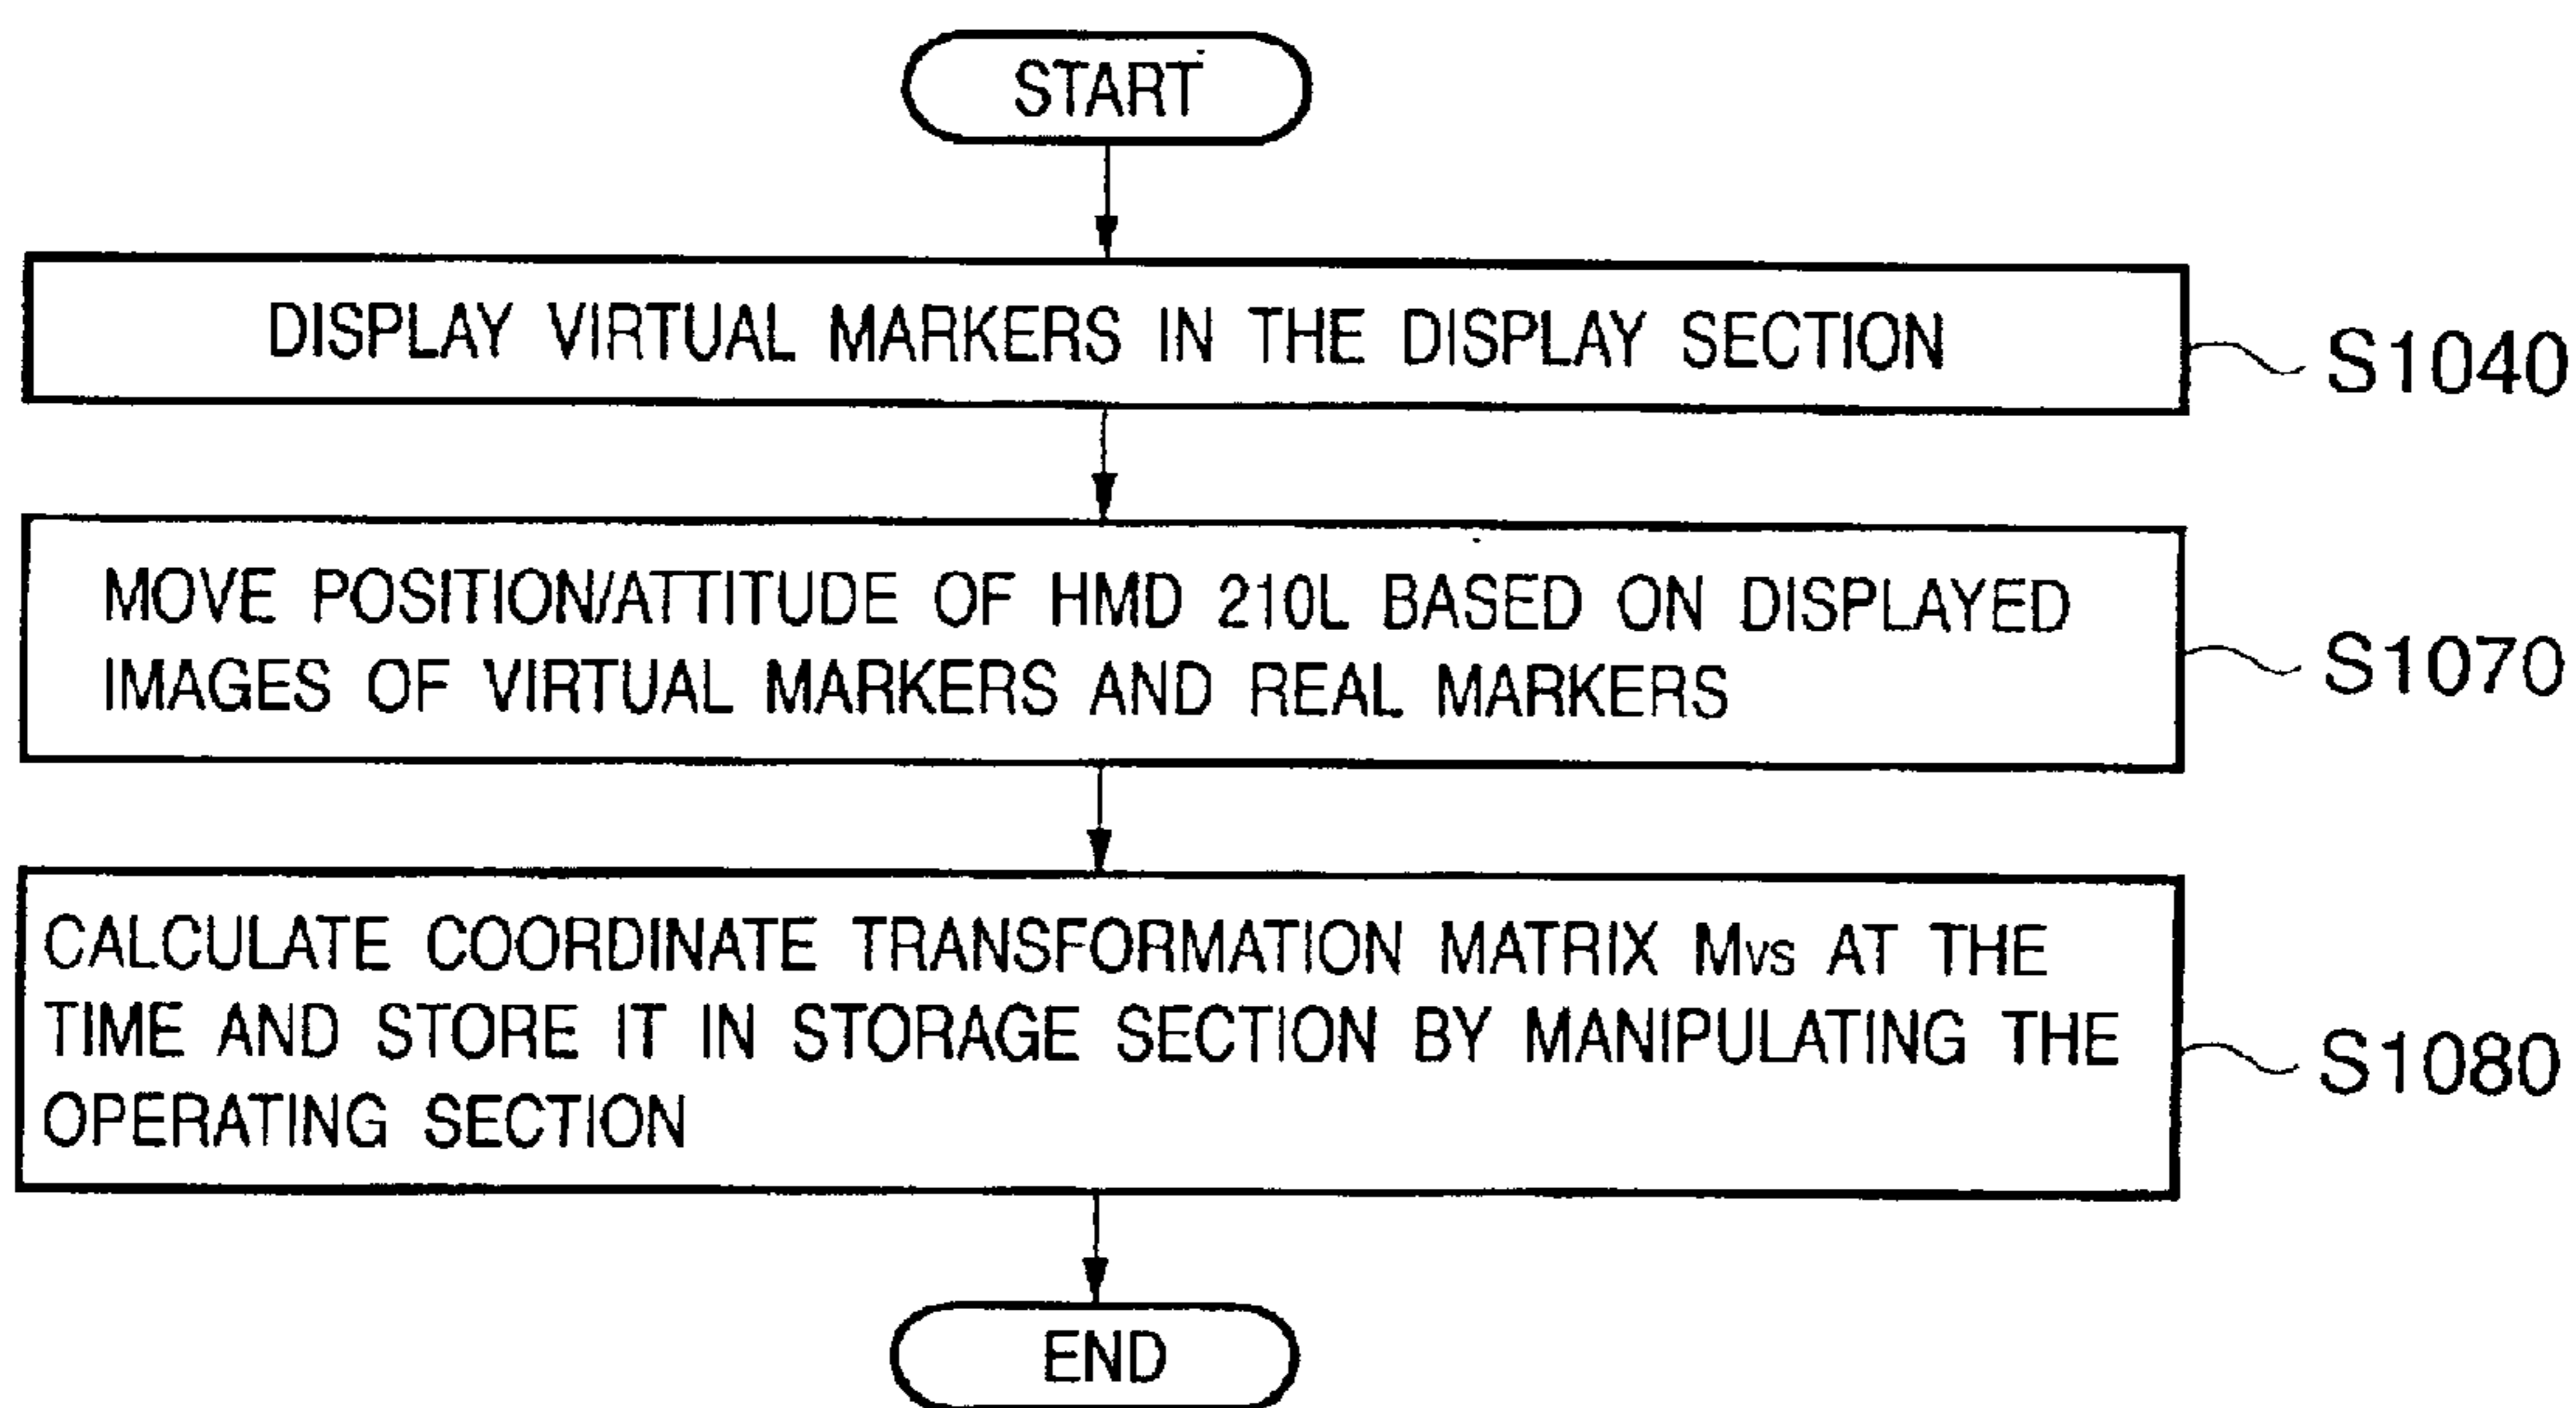 START
DISPLAY VIRTUAL MARKERS IN THE DISPLAY SECTION
S1040
MOVE POSITION/ATTITUDE OF HMD 210L BASED ON DISPLAYED
IMAGES OF VIRTUAL MARKERS AND REAL MARKERS
S1070
CALCULATE COORDINATE TRANSFORMATION MATRIX Mvs AT THE
TIME AND STORE IT IN STORAGE SECTION BY MANIPULATING THE
OPERATING SECTION
S1080
END